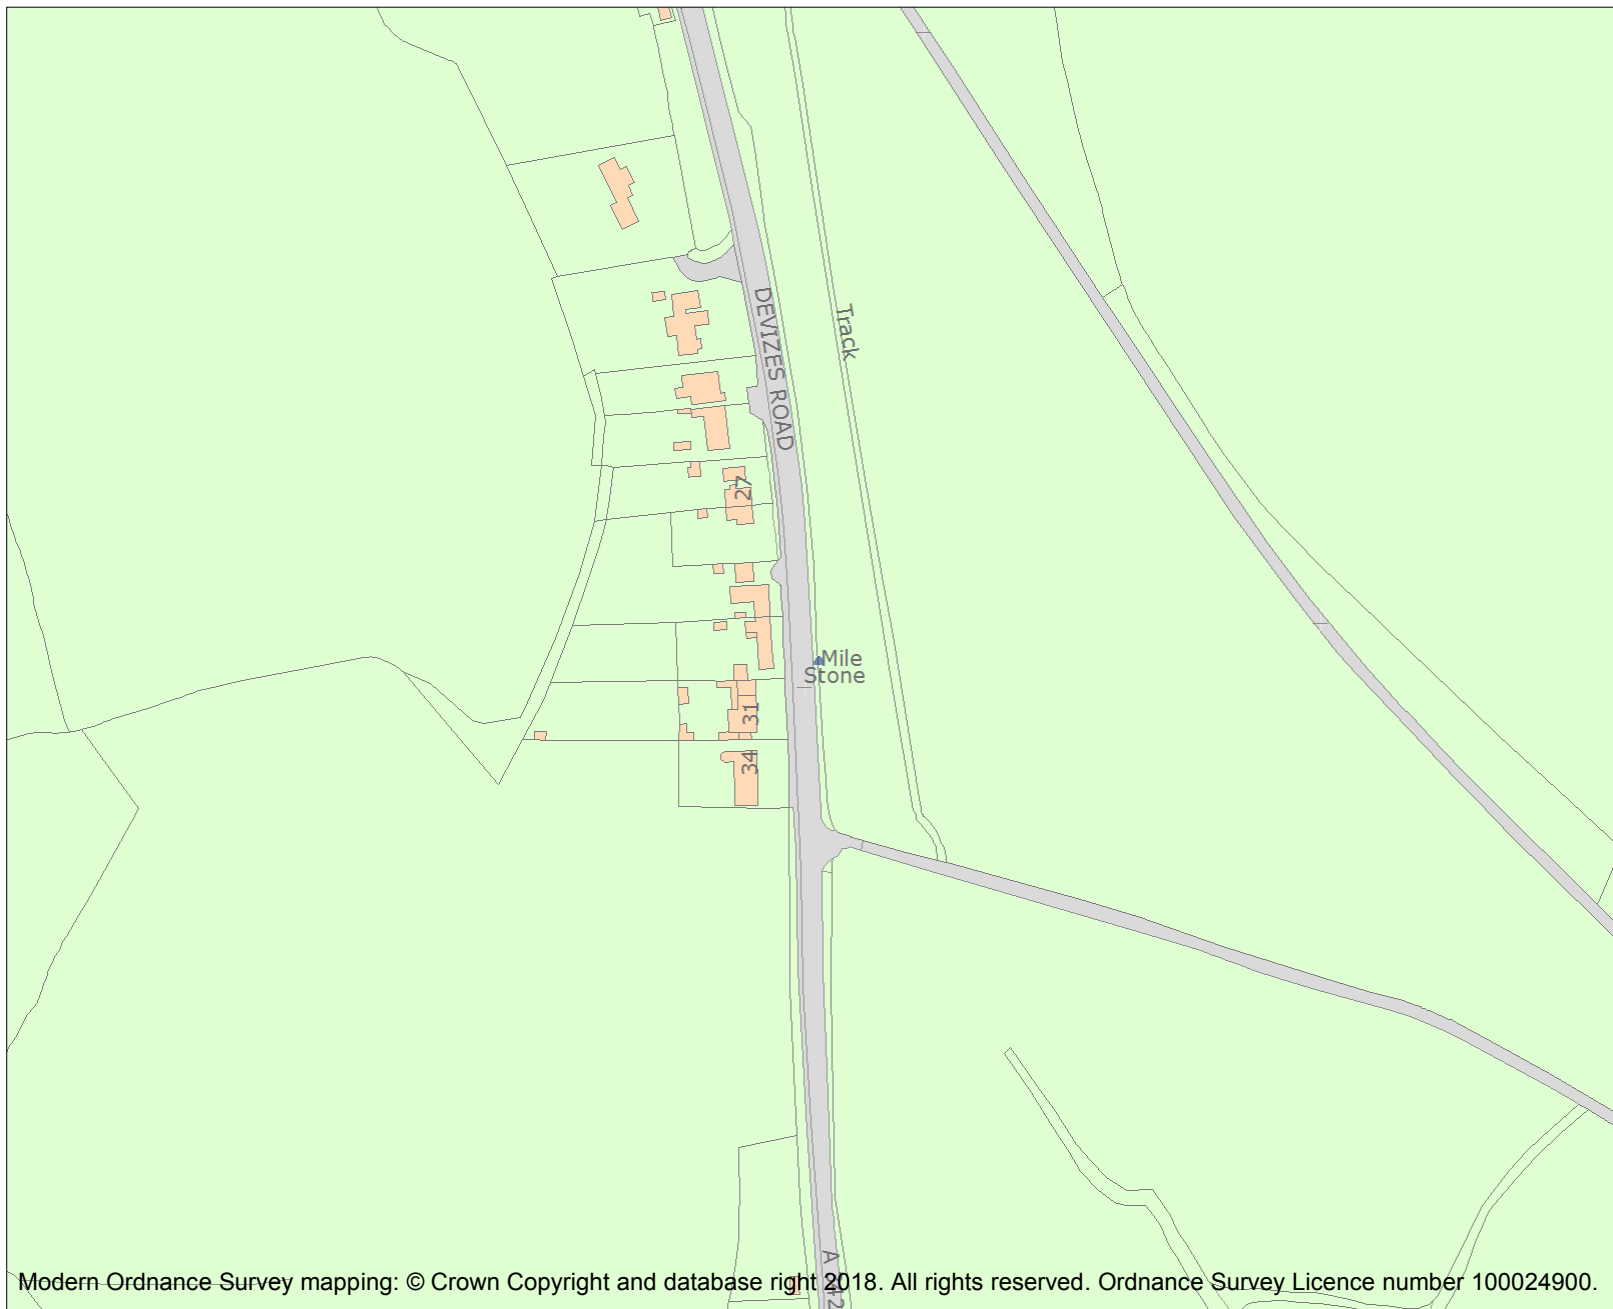 DEVIZES ROAD
Track
27
Mile
Stone
31
34
A
Modern Ordnance Survey mapping: © Crown Copyright and database right 2018. All rights reserved. Ordnance Survey Licence number 100024900.